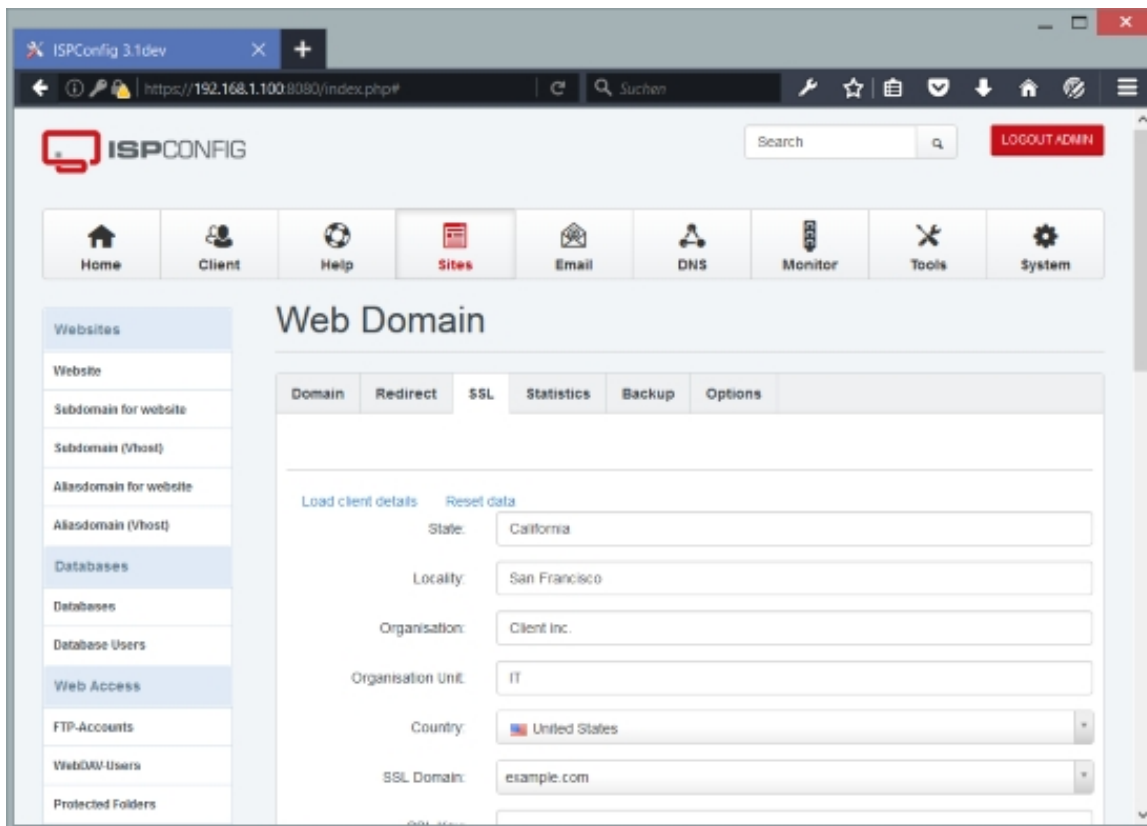 ISPConfig 3.1dev
https://192.168.1.100:8080/index.php#
Suchen
ISPCONFIG
Search
LOGOUT ADMIN
Home
Client
Help
Sites
Email
DNS
Monitor
Tools
System
Websites
Website
Subdomain for website
Subdomain (Vhost)
Aliasdomain for website
Aliasdomain (Vhost)
Databases
Databases
Database Users
Web Access
FTP-Accounts
WebDAV-Users
Protected Folders
Web Domain
Domain Redirect SSL Statistics Backup Options
Load client details Reset data
State: California
Locality: San Francisco
Organisation: Client inc.
Organisation Unit: IT
Country: United States
SSL Domain: example.com
SSL Key: